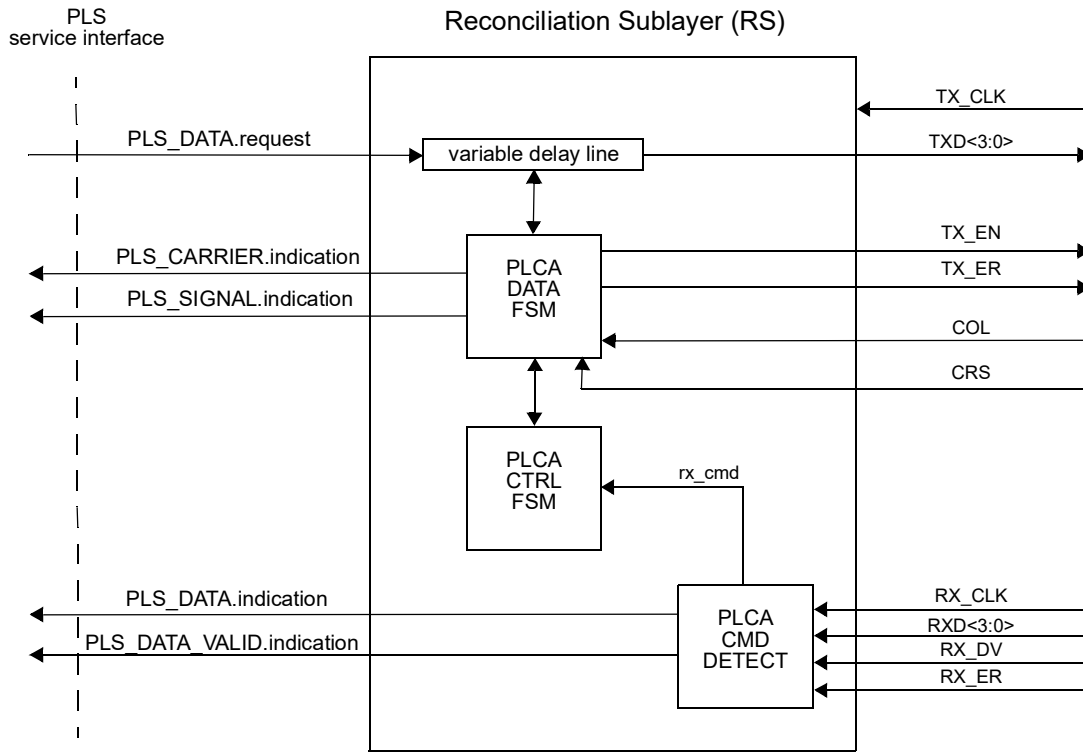 PLS
service interface
Reconciliation Sublayer (RS)
TX_CLK
PLS_DATA.request
variable delay line
TXD<3:0>
PLS_CARRIER.indication
PLS_SIGNAL.indication
PLCA
DATA
FSM
TX_EN
TX_ER
COL
CRS
PLCA
CTRL
FSM
rx_cmd
PLS_DATA.indication
PLS_DATA_VALID.indication
PLCA
CMD
DETECT
RX_CLK
RXD<3:0>
RX_DV
RX_ER